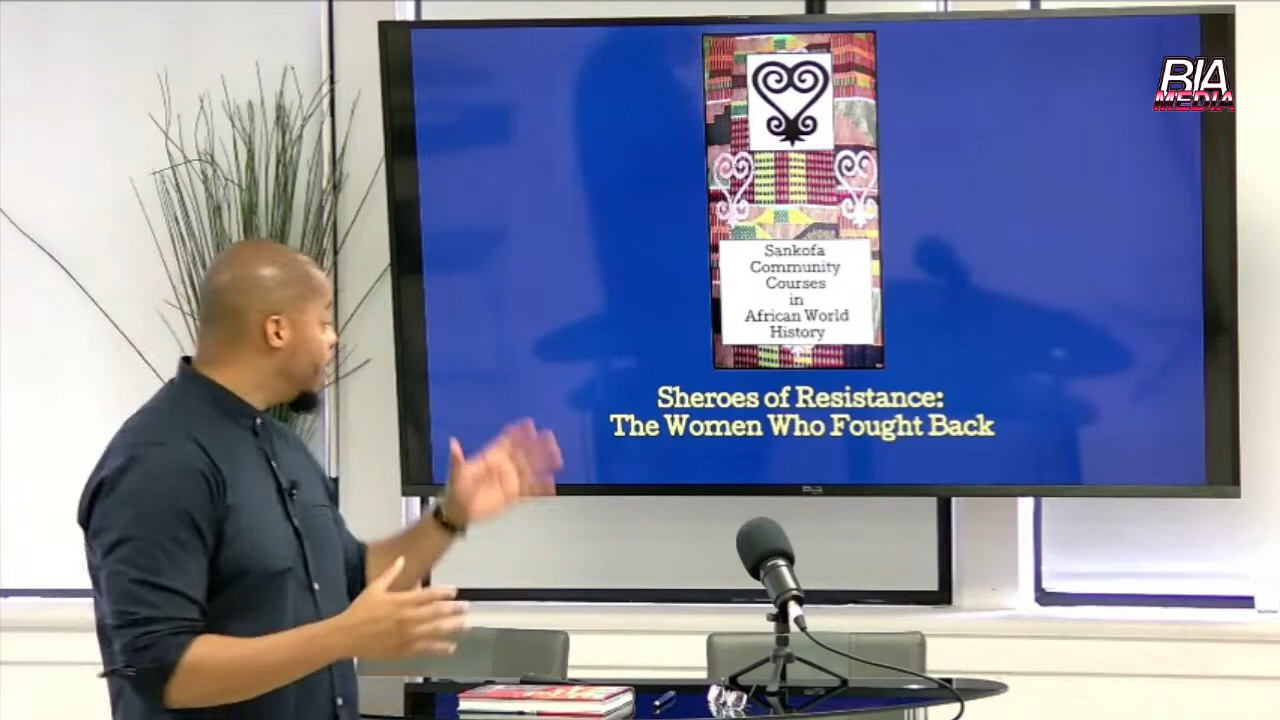 BIA
MEDIA
Sankofa
Community
Courses
in
African World
History
Sheroes of Resistance:
The Women Who Fought Back